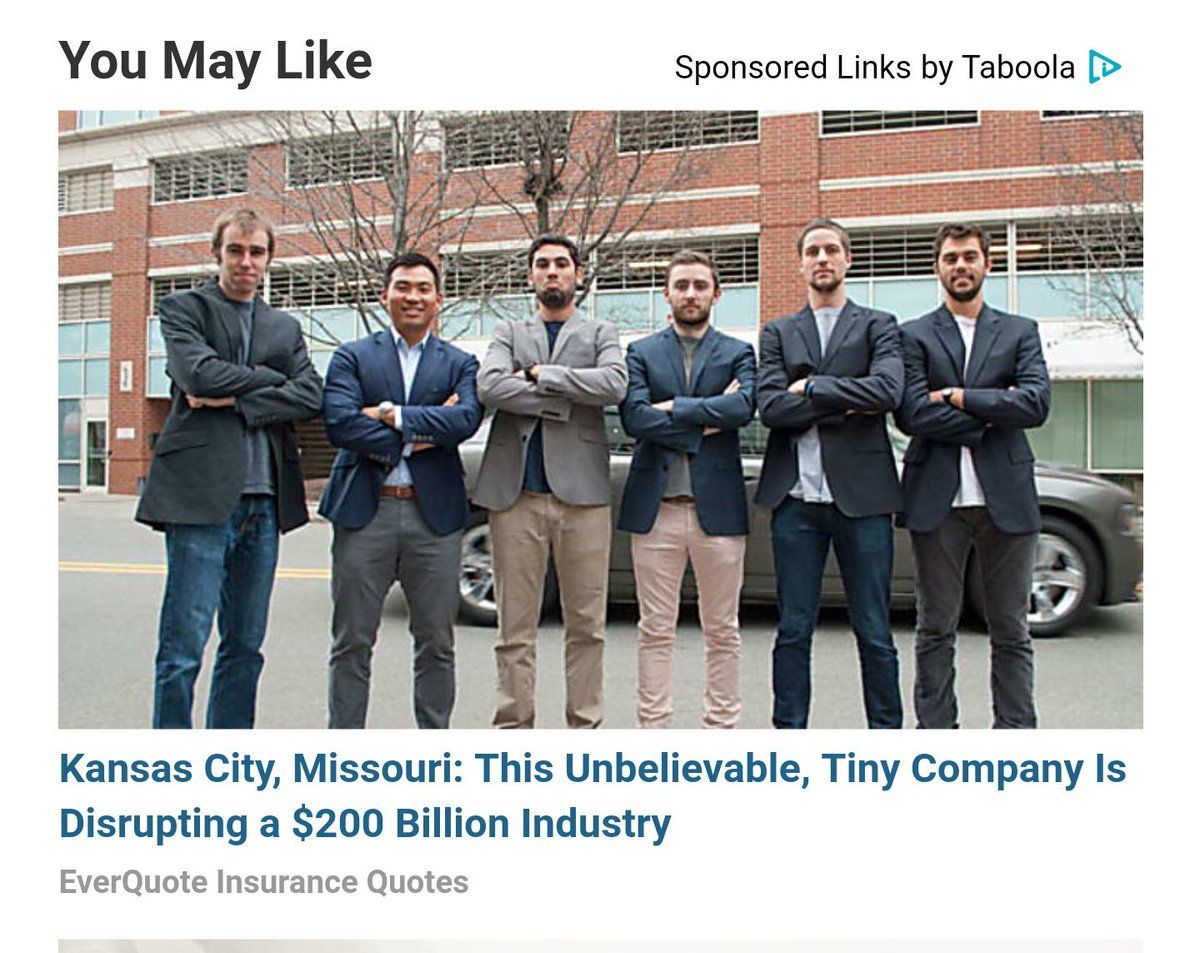 You May Like
Sponsored Links by Taboola
Kansas City, Missouri: This Unbelievable, Tiny Company Is
Disrupting a $200 Billion Industry
EverQuote Insurance Quotes